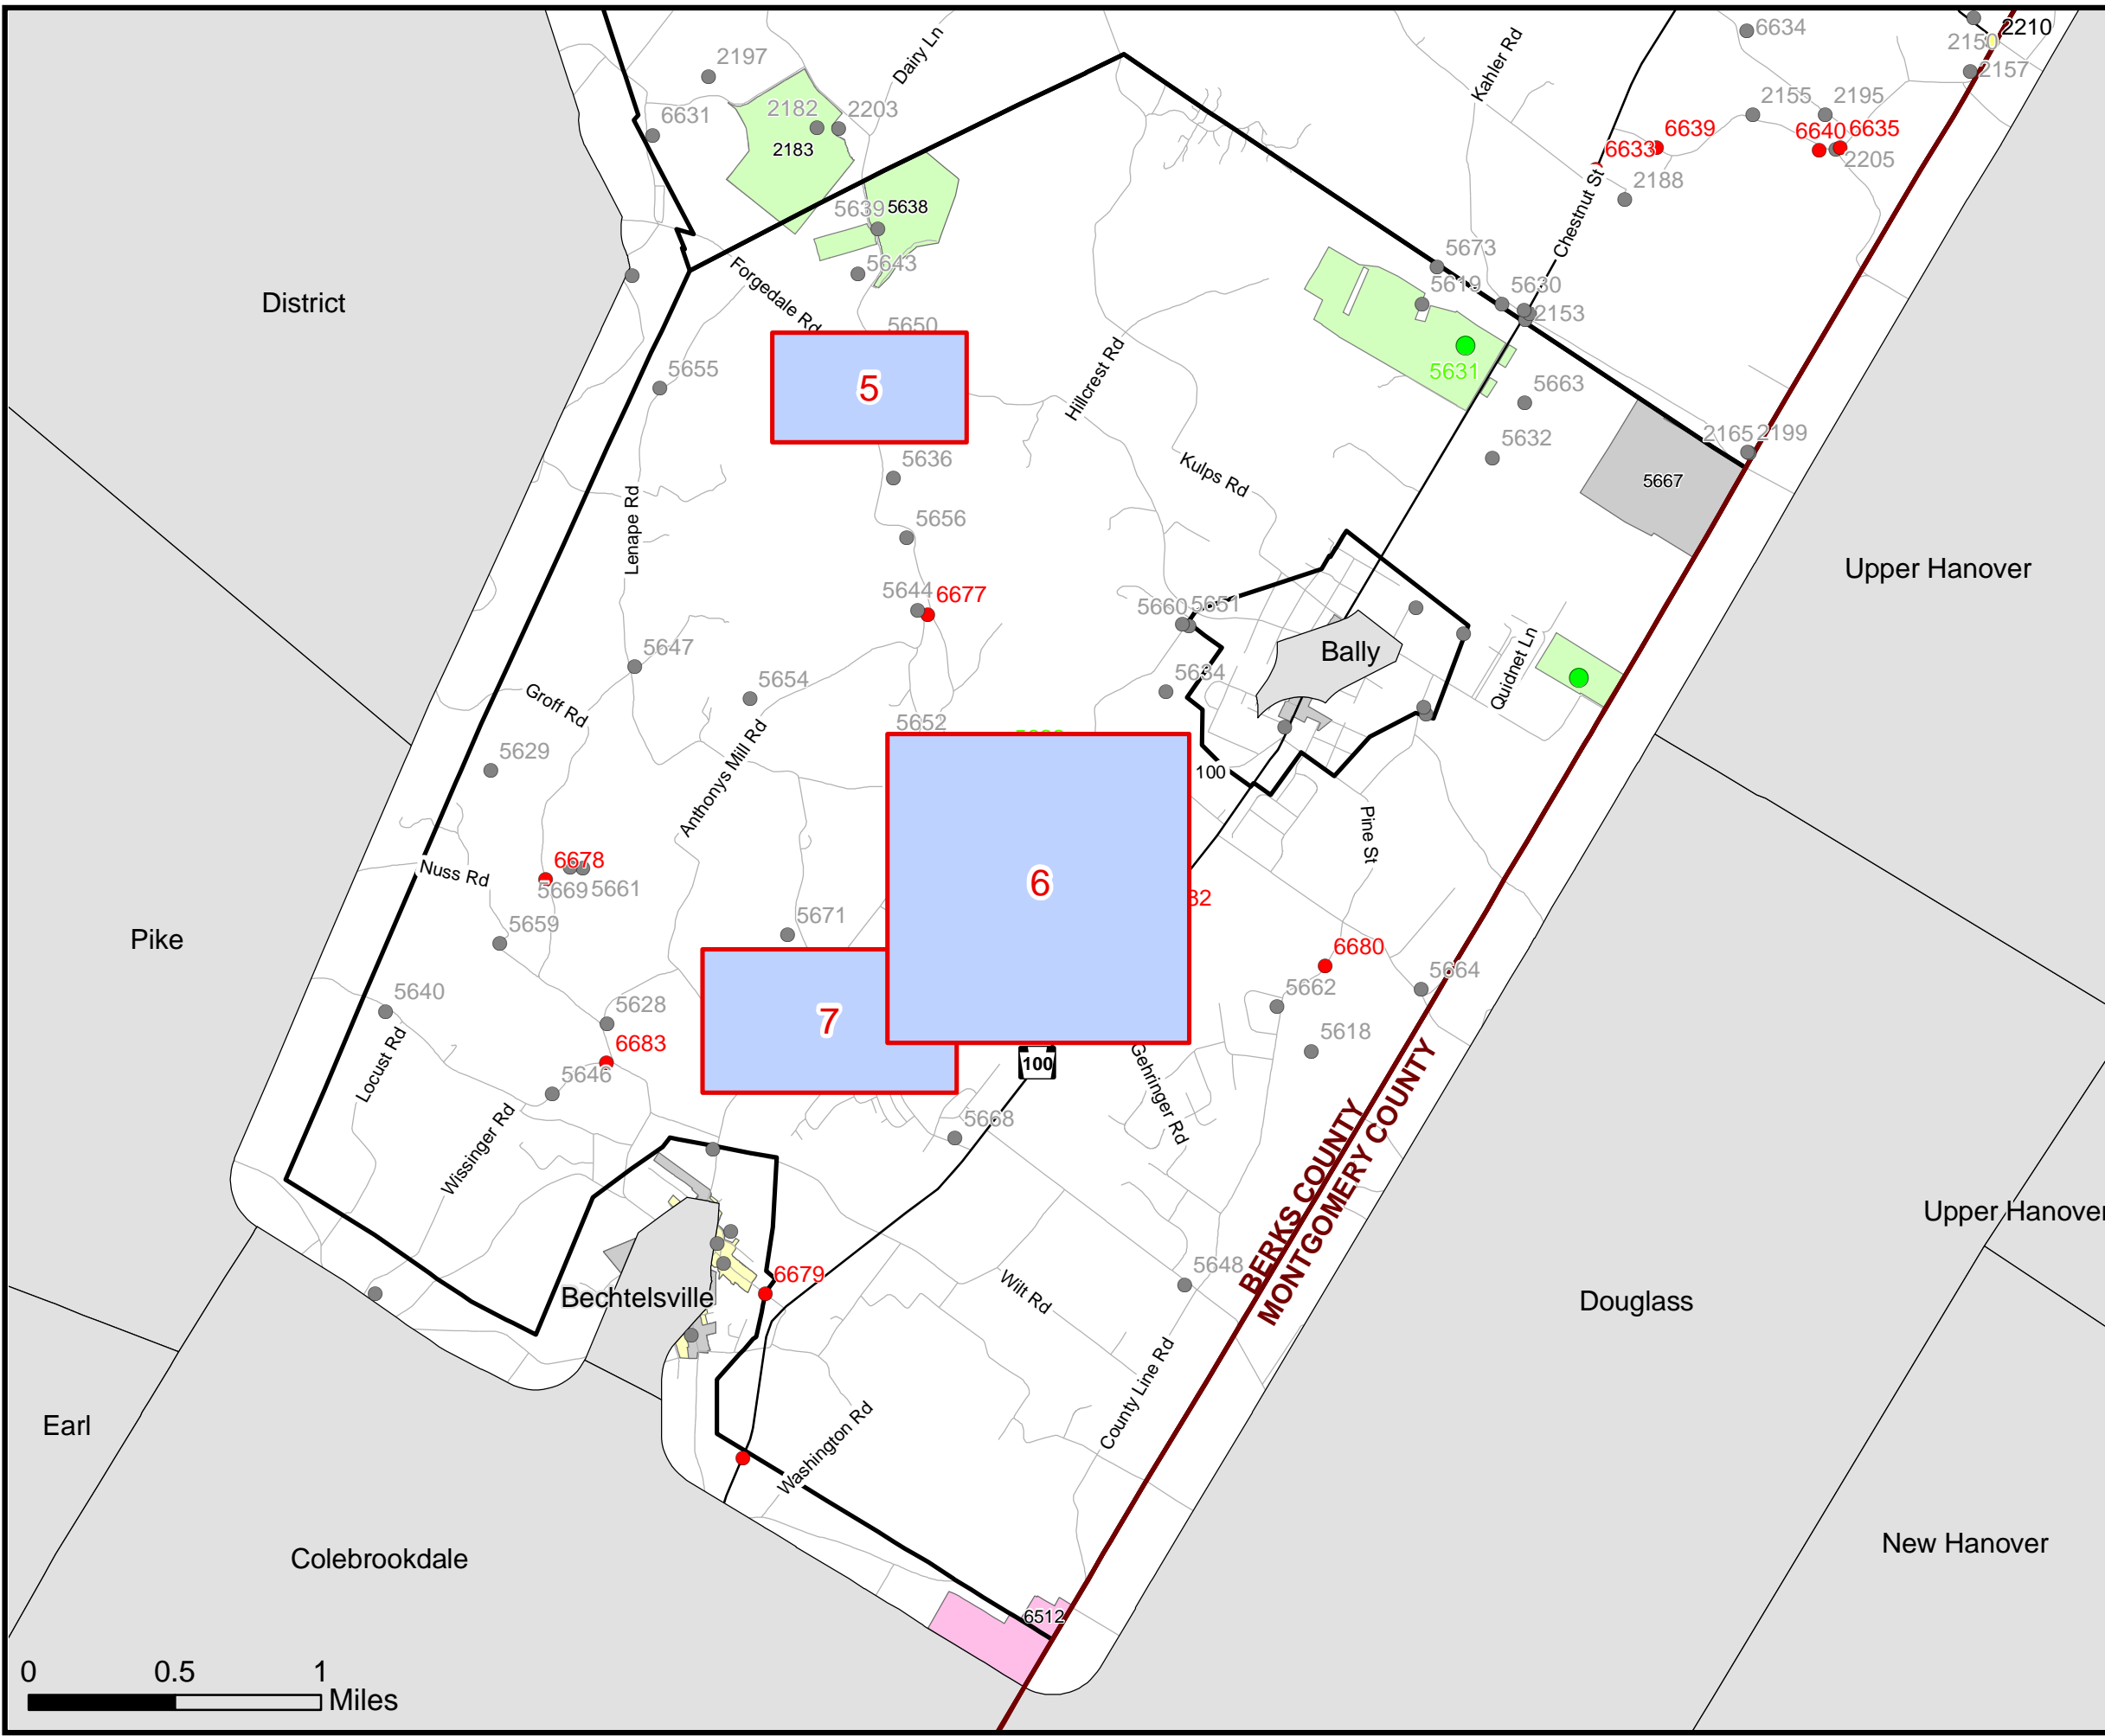 2210
6634
2150
2157
Dairy Ln
Kahler Rd
2197
2155
2195
2182
2203
6631
6639
6640
6635
2183
6633
2205
2188
5639
5638
Chestnut St
5673
5643
Forgedale Rd
5619
5630
2153
District
5650
Hillcrest Rd
5631
5655
5
5663
2165
2199
5632
5636
Kulps Rd
5667
Lenape Rd
5656
Upper Hanover
5644
6677
5660
5651
Bally
5647
Quidnet Ln
5654
5634
Groff Rd
5652
Anthonys Mill Rd
5629
100
Pine St
6678
Nuss Rd
5669
5661
6
32
5671
5659
Pike
6680
5664
5640
5628
5662
7
6683
5618
Locust Rd
5646
100
Gehringer Rd
5668
Wissinger Rd
BERKS COUNTY
MONTGOMERY COUNTY
Upper Hanover
6679
5648
Wilt Rd
Bechtelsville
Douglass
County Line Rd
Earl
Washington Rd
Colebrookdale
New Hanover
6512
0 0.5 1
Miles